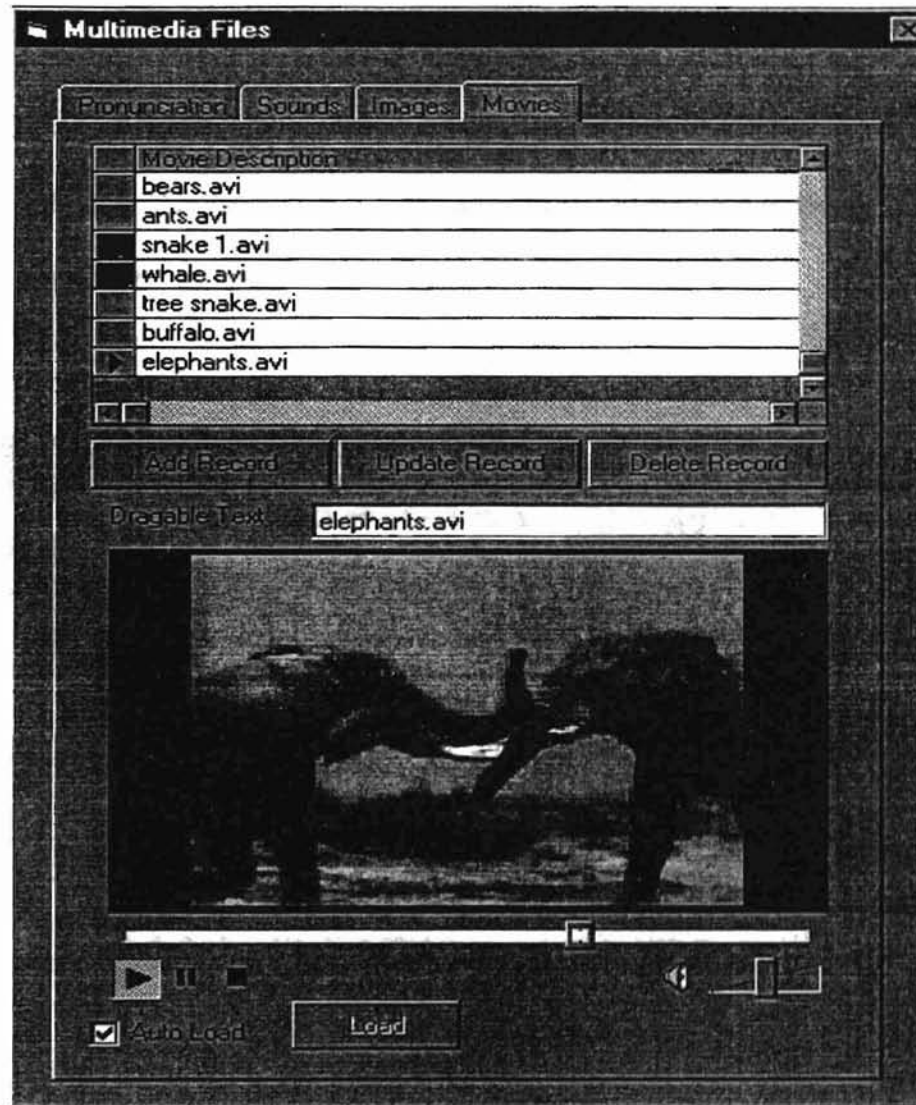 Multimedia Files
Pronunciation Sounds Images Movies
Movie Description
bears.avi
ants.avi
snake 1.avi
whale.avi
tree snake.avi
buffalo.avi
elephants.avi
Add Record Update Record Delete Record
Dragable Text elephants.avi
Auto Load Load